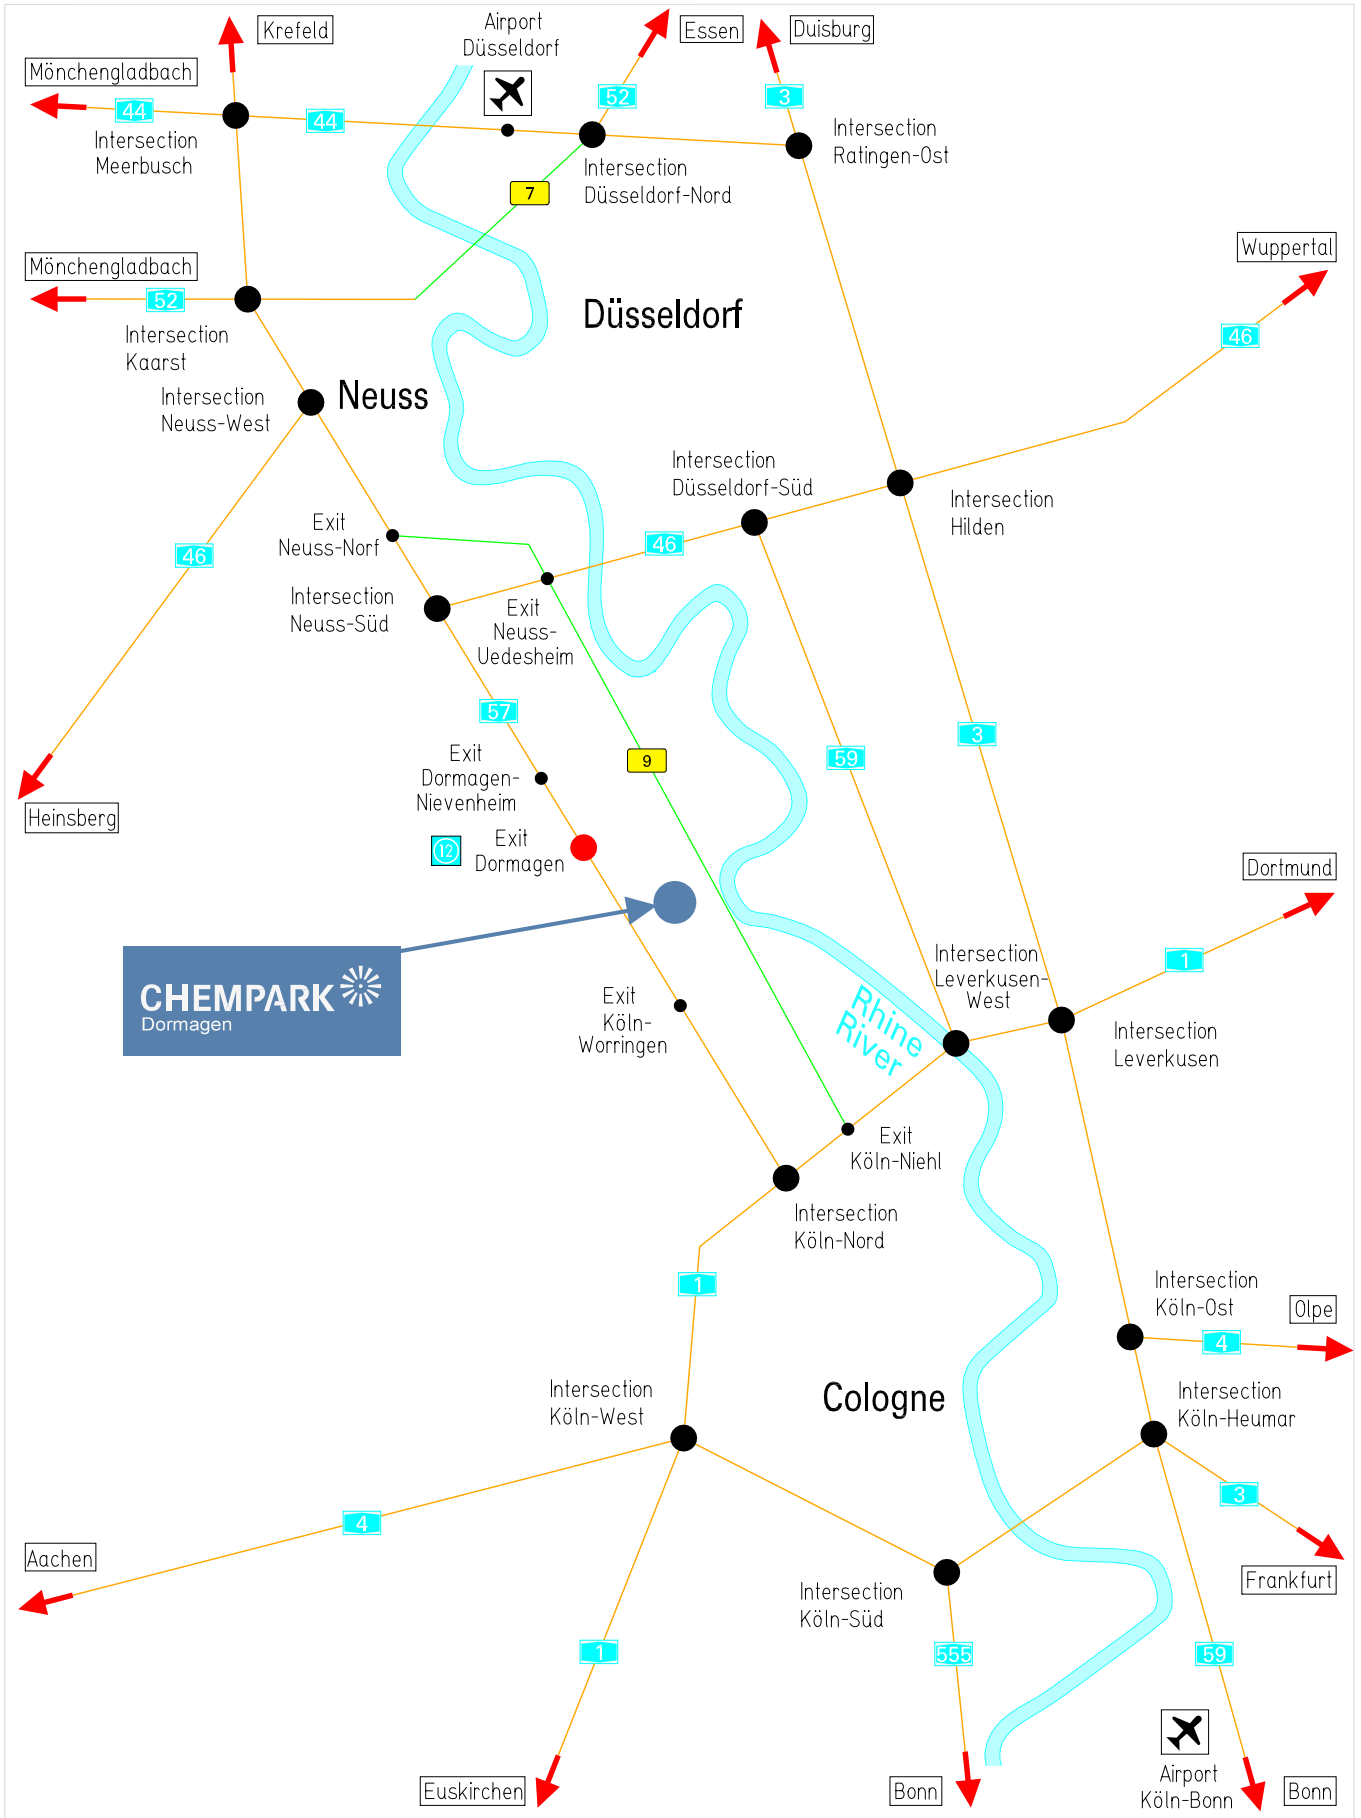 Airport
Düsseldorf
Krefeld
Essen
Duisburg
Mönchengladbach
44
44
52
3
Intersection
Meerbusch
Intersection
Ratingen-Ost
Intersection
Düsseldorf-Nord
7
Mönchengladbach
52
Wuppertal
46
Düsseldorf
Intersection
Kaarst
Intersection
Neuss-West
Neuss
Intersection
Düsseldorf-Süd
Intersection
Hilden
Exit
Neuss-Norf
46
46
Intersection
Neuss-Süd
Exit
Neuss-
Uedesheim
57
3
59
9
Exit
Dormagen-
Nievenheim
Heinsberg
12
Exit
Dormagen
Dortmund
1
CHEMPARK
Dormagen
Intersection
Leverkusen-
West
Rhine
River
Exit
Köln-
Worringen
Intersection
Leverkusen
Exit
Köln-Niehl
Intersection
Köln-Nord
1
Intersection
Köln-Ost
Olpe
4
Intersection
Köln-West
Cologne
Intersection
Köln-Heumar
3
4
Aachen
Frankfurt
Intersection
Köln-Süd
1
555
59
Airport
Köln-Bonn
Euskirchen
Bonn
Bonn